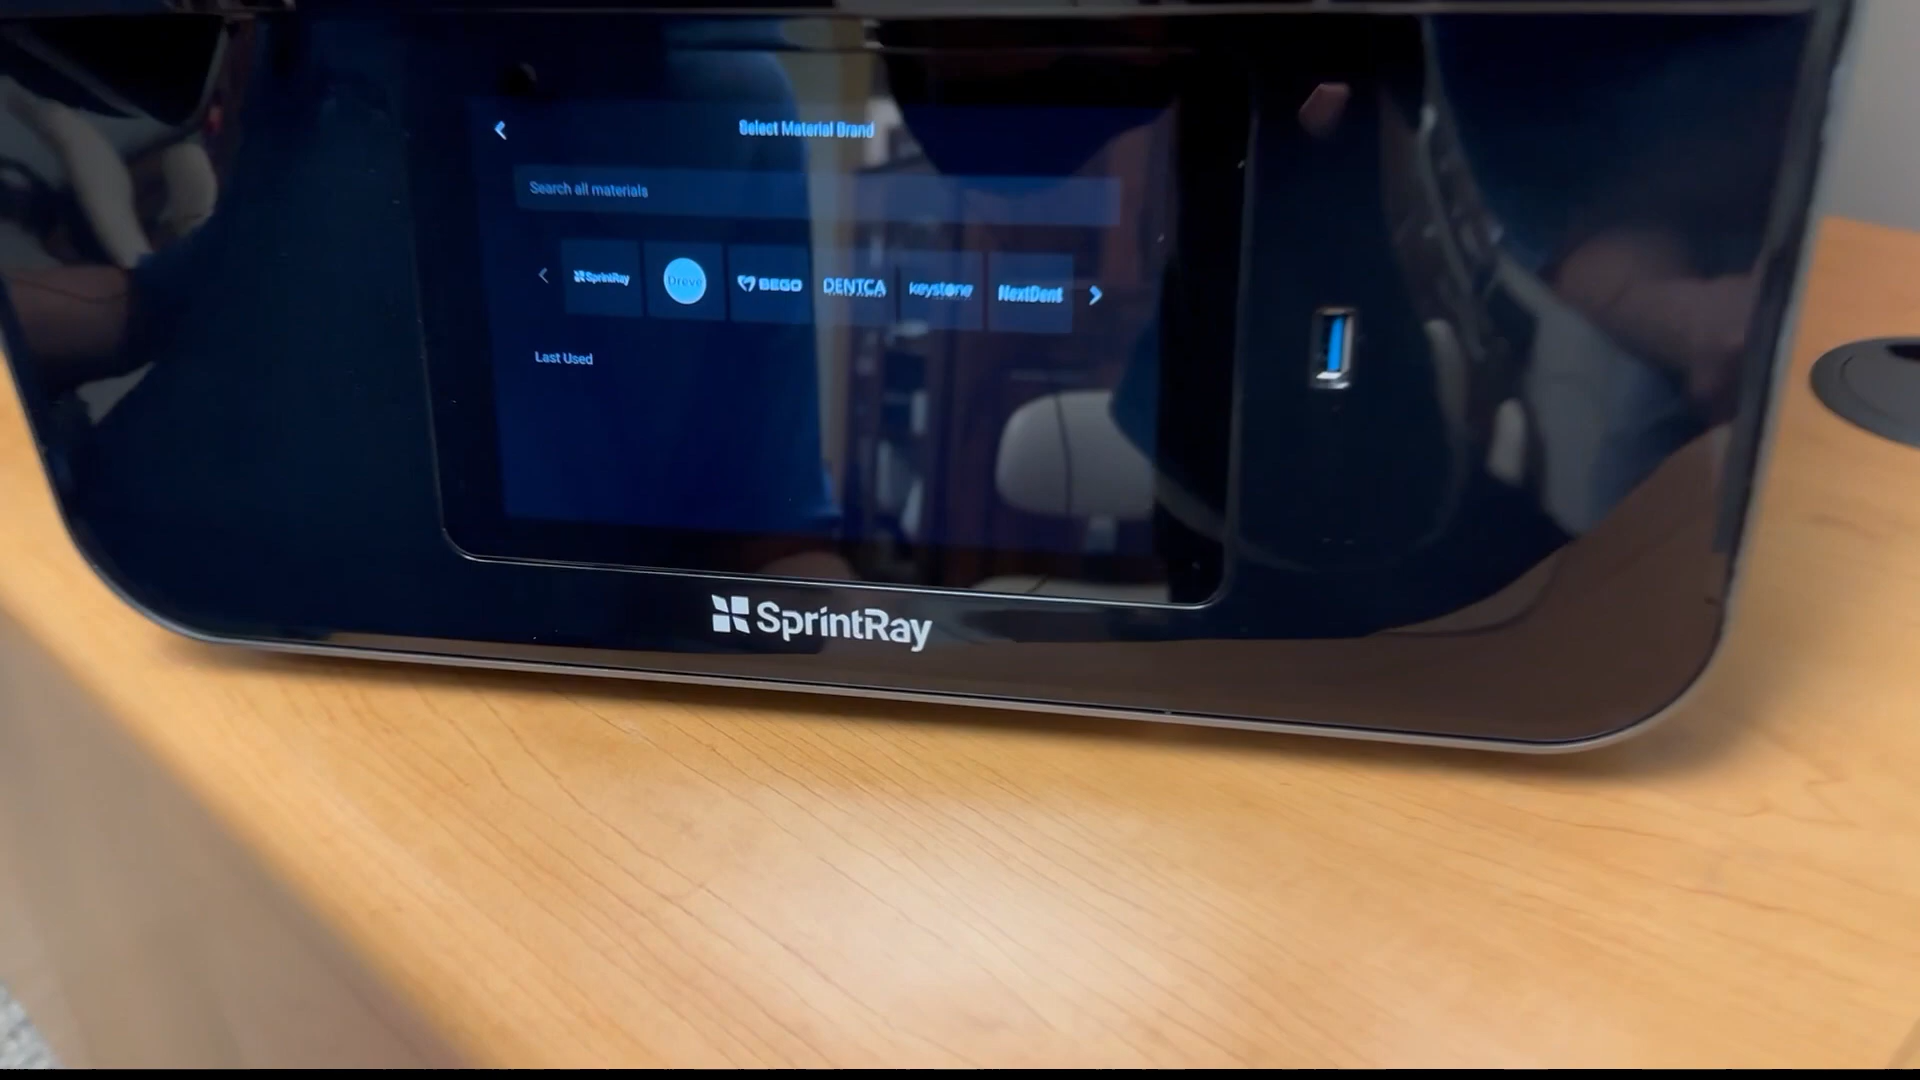 Select Material Brand
Search all materials
SprintRay
Dreve
BEGO
DENTCA
keystone
NextDent
Last Used
SprintRay